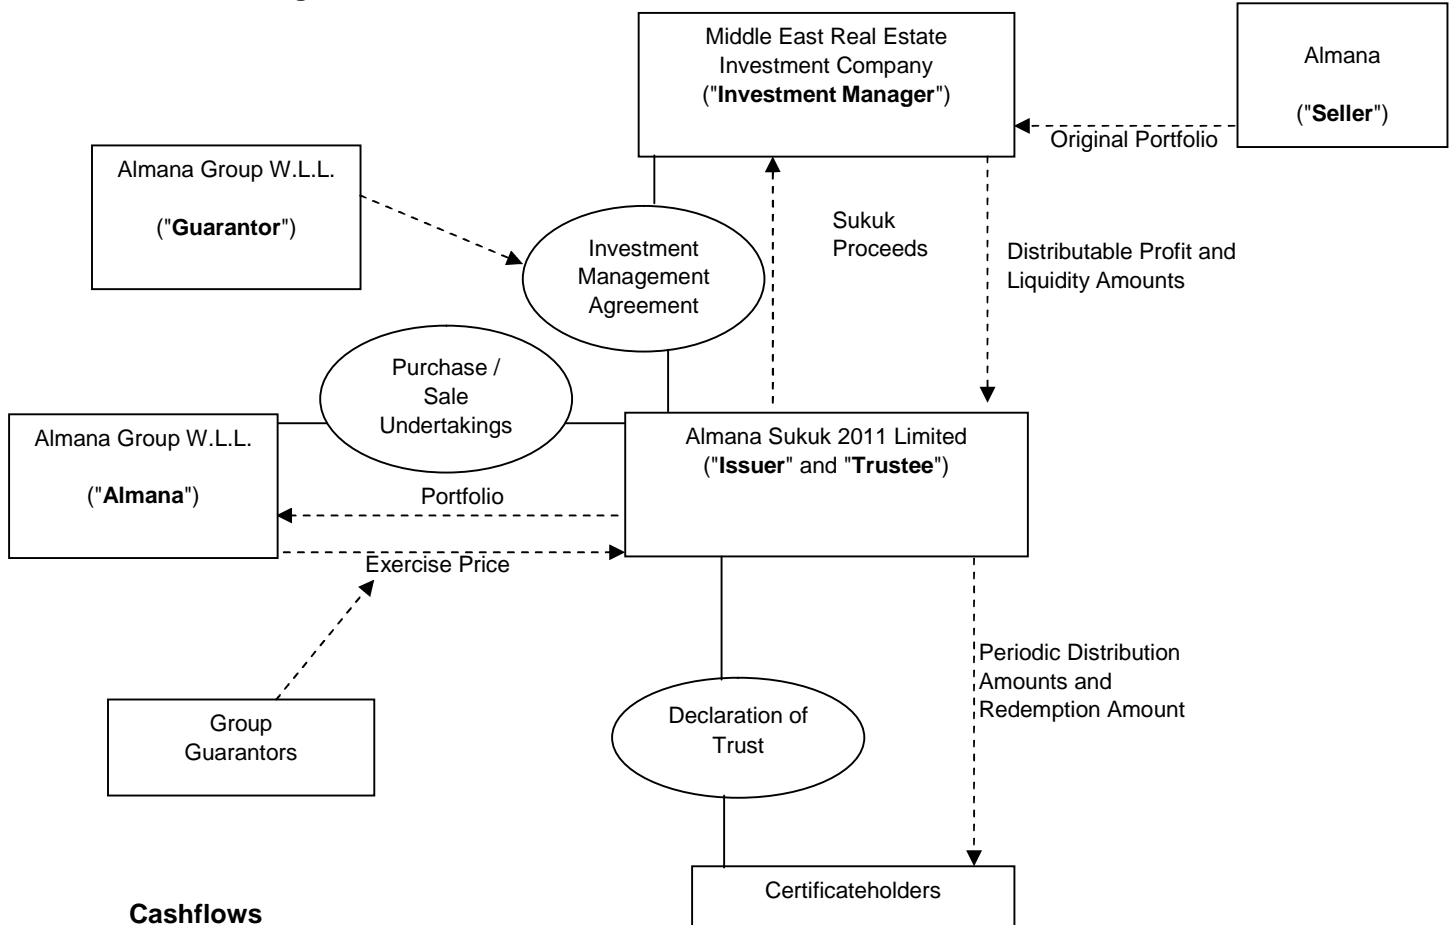 Middle East Real Estate
Investment Company
("Investment Manager")
Almana
("Seller")
Original Portfolio
Almana Group W.L.L.
("Guarantor")
Investment
Management
Agreement
Sukuk
Proceeds
Distributable Profit and
Liquidity Amounts
Purchase /
Sale
Undertakings
Almana Group W.L.L.
("Almana")
Almana Sukuk 2011 Limited
("Issuer" and "Trustee")
Portfolio
Exercise Price
Group
Guarantors
Periodic Distribution
Amounts and
Redemption Amount
Declaration of
Trust
Certificateholders
Cashflows